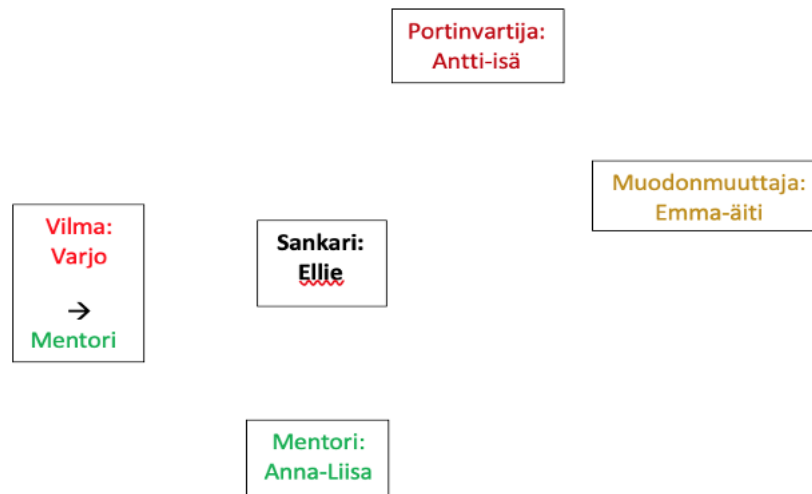 Portinvartija:
Antti-isä
Muodonmuuttaja:
Emma-äiti
Vilma:
Varjo
→
Mentori
Sankari:
Ellie
Mentori:
Anna-Liisa